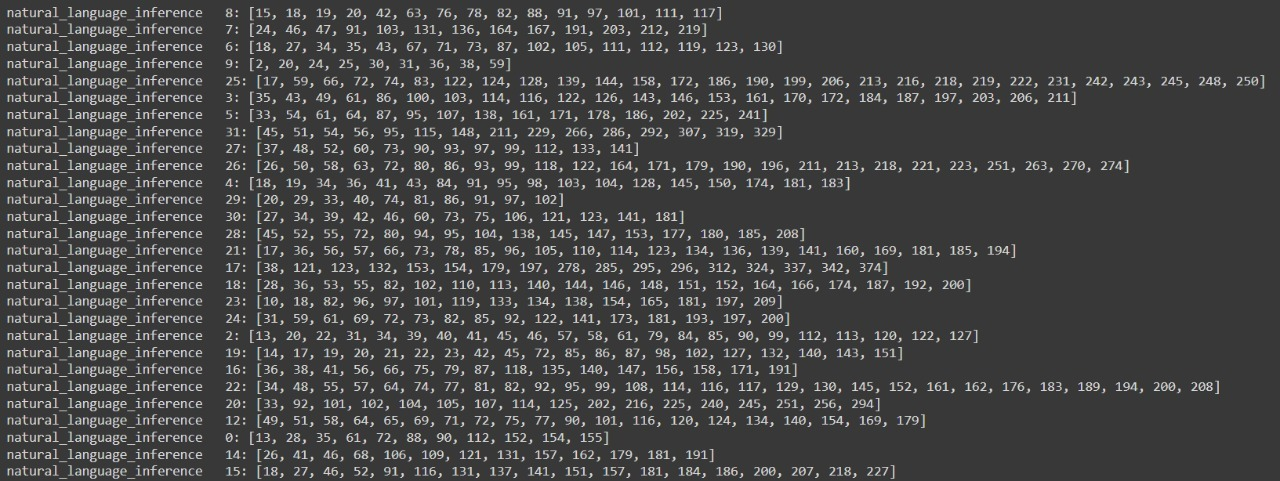 natural_language_inference   8: [15, 18, 19, 20, 42, 63, 76, 78, 82, 88, 91, 97, 101, 111, 117]
natural_language_inference   7: [24, 46, 47, 91, 103, 131, 136, 164, 167, 191, 203, 212, 219]
natural_language_inference   6: [18, 27, 34, 35, 43, 67, 71, 73, 87, 102, 105, 111, 112, 119, 123, 130]
natural_language_inference   9: [2, 20, 24, 25, 30, 31, 36, 38, 59]
natural_language_inference   25: [17, 59, 66, 72, 74, 83, 122, 124, 128, 139, 144, 158, 172, 186, 190, 199, 206, 213, 216, 218, 219, 222, 231, 242, 243, 245, 248, 250]
natural_language_inference   3: [35, 43, 49, 61, 86, 100, 103, 114, 116, 122, 126, 143, 146, 153, 161, 170, 172, 184, 187, 197, 203, 206, 211]
natural_language_inference   5: [33, 54, 61, 64, 87, 95, 107, 138, 161, 171, 178, 186, 202, 225, 241]
natural_language_inference   31: [45, 51, 54, 56, 95, 115, 148, 211, 229, 266, 286, 292, 307, 319, 329]
natural_language_inference   27: [37, 48, 52, 60, 73, 90, 93, 97, 99, 112, 133, 141]
natural_language_inference   26: [26, 50, 58, 63, 72, 80, 86, 93, 99, 118, 122, 164, 171, 179, 190, 196, 211, 213, 218, 221, 223, 251, 263, 270, 274]
natural_language_inference   4: [18, 19, 34, 36, 41, 43, 84, 91, 95, 98, 103, 104, 128, 145, 150, 174, 181, 183]
natural_language_inference   29: [20, 29, 33, 40, 74, 81, 86, 91, 97, 102]
natural_language_inference   30: [27, 34, 39, 42, 46, 60, 73, 75, 106, 121, 123, 141, 181]
natural_language_inference   28: [45, 52, 55, 72, 80, 94, 95, 104, 138, 145, 147, 153, 177, 180, 185, 208]
natural_language_inference   21: [17, 36, 56, 57, 66, 73, 78, 85, 96, 105, 110, 114, 123, 134, 136, 139, 141, 160, 169, 181, 185, 194]
natural_language_inference   17: [38, 121, 123, 132, 153, 154, 179, 197, 278, 285, 295, 296, 312, 324, 337, 342, 374]
natural_language_inference   18: [28, 36, 53, 55, 82, 102, 110, 113, 140, 144, 146, 148, 151, 152, 164, 166, 174, 187, 192, 200]
natural_language_inference   23: [10, 18, 82, 96, 97, 101, 119, 133, 134, 138, 154, 165, 181, 197, 209]
natural_language_inference   24: [31, 59, 61, 69, 72, 73, 82, 85, 92, 122, 141, 173, 181, 193, 197, 200]
natural_language_inference   2: [13, 20, 22, 31, 34, 39, 40, 41, 45, 46, 57, 58, 61, 79, 84, 85, 90, 99, 112, 113, 120, 122, 127]
natural_language_inference   19: [14, 17, 19, 20, 21, 22, 23, 42, 45, 72, 85, 86, 87, 98, 102, 127, 132, 140, 143, 151]
natural_language_inference   16: [36, 38, 41, 56, 66, 75, 79, 87, 118, 135, 140, 147, 156, 158, 171, 191]
natural_language_inference   22: [34, 48, 55, 57, 64, 74, 77, 81, 82, 92, 95, 99, 108, 114, 116, 117, 129, 130, 145, 152, 161, 162, 176, 183, 189, 194, 200, 208]
natural_language_inference   20: [33, 92, 101, 102, 104, 105, 107, 114, 125, 202, 216, 225, 240, 245, 251, 256, 294]
natural_language_inference   12: [49, 51, 58, 64, 65, 69, 71, 72, 75, 77, 90, 101, 116, 120, 124, 134, 140, 154, 169, 179]
natural_language_inference   0: [13, 28, 35, 61, 72, 88, 90, 112, 152, 154, 155]
natural_language_inference   14: [26, 41, 46, 68, 106, 109, 121, 131, 157, 162, 179, 181, 191]
natural_language_inference   15: [18, 27, 46, 52, 91, 116, 131, 137, 141, 151, 157, 181, 184, 186, 200, 207, 218, 227]